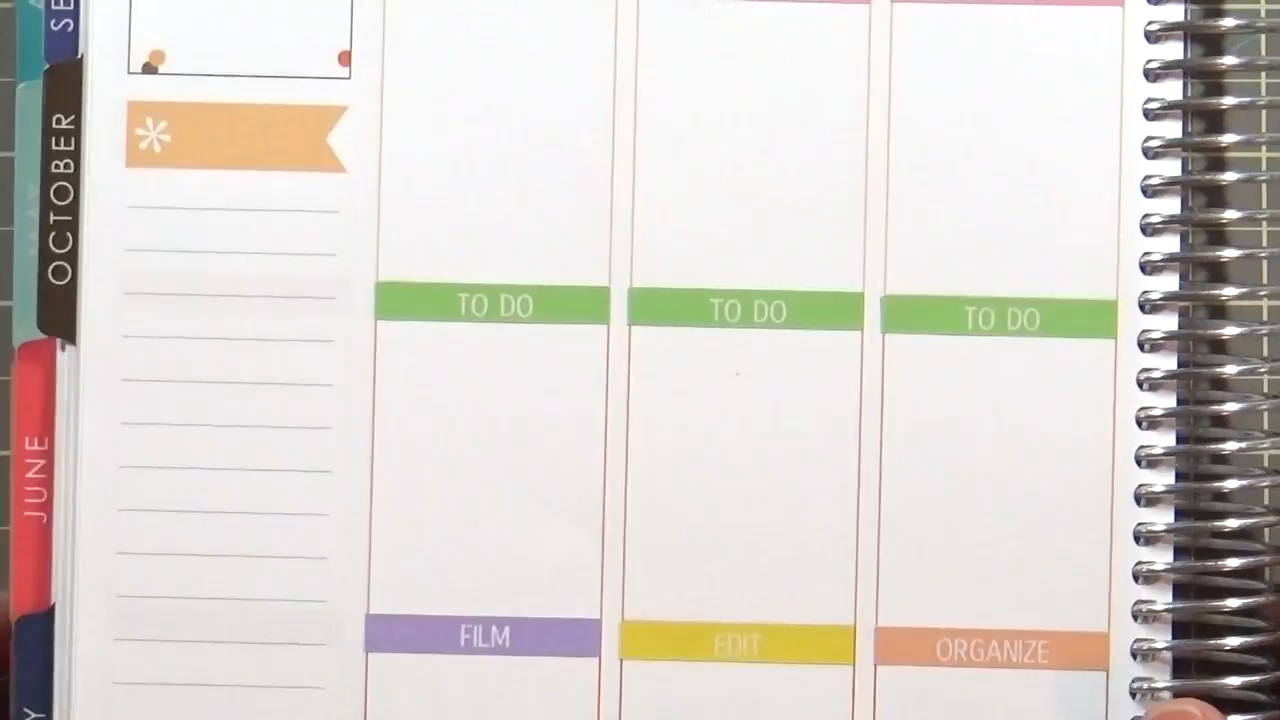 SE
OCTOBER
JUNE
Y
TO DO
TO DO
TO DO
FILM
EDIT
ORGANIZE